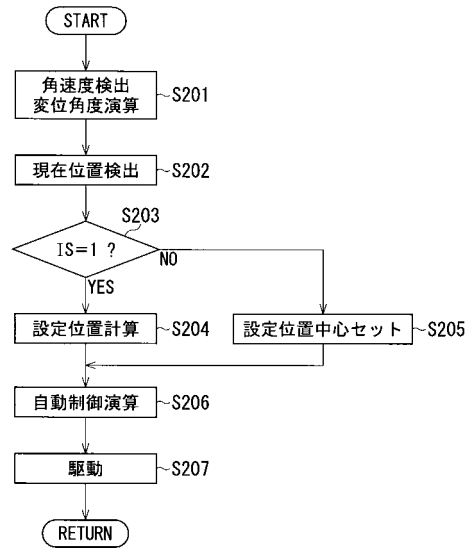 START
角速度検出
変位角度演算
S201
現在位置検出
S202
S203
IS=1 ?
NO
YES
設定位置計算
S204
設定位置中心セット
S205
自動制御演算
S206
駆動
S207
RETURN